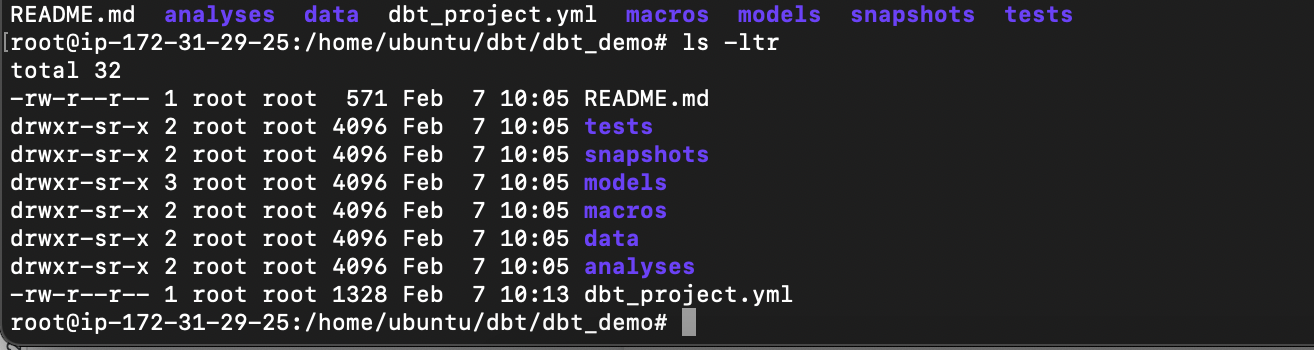 README.md  analyses  data  dbt_project.yml  macros  models  snapshots  tests
[root@ip-172-31-29-25:/home/ubuntu/dbt/dbt_demo# ls -ltr
total 32
-rw-r--r-- 1 root root  571 Feb  7 10:05 README.md
drwxr-sr-x 2 root root 4096 Feb  7 10:05 tests
drwxr-sr-x 2 root root 4096 Feb  7 10:05 snapshots
drwxr-sr-x 3 root root 4096 Feb  7 10:05 models
drwxr-sr-x 2 root root 4096 Feb  7 10:05 macros
drwxr-sr-x 2 root root 4096 Feb  7 10:05 data
drwxr-sr-x 2 root root 4096 Feb  7 10:05 analyses
-rw-r--r-- 1 root root 1328 Feb  7 10:13 dbt_project.yml
root@ip-172-31-29-25:/home/ubuntu/dbt/dbt_demo#